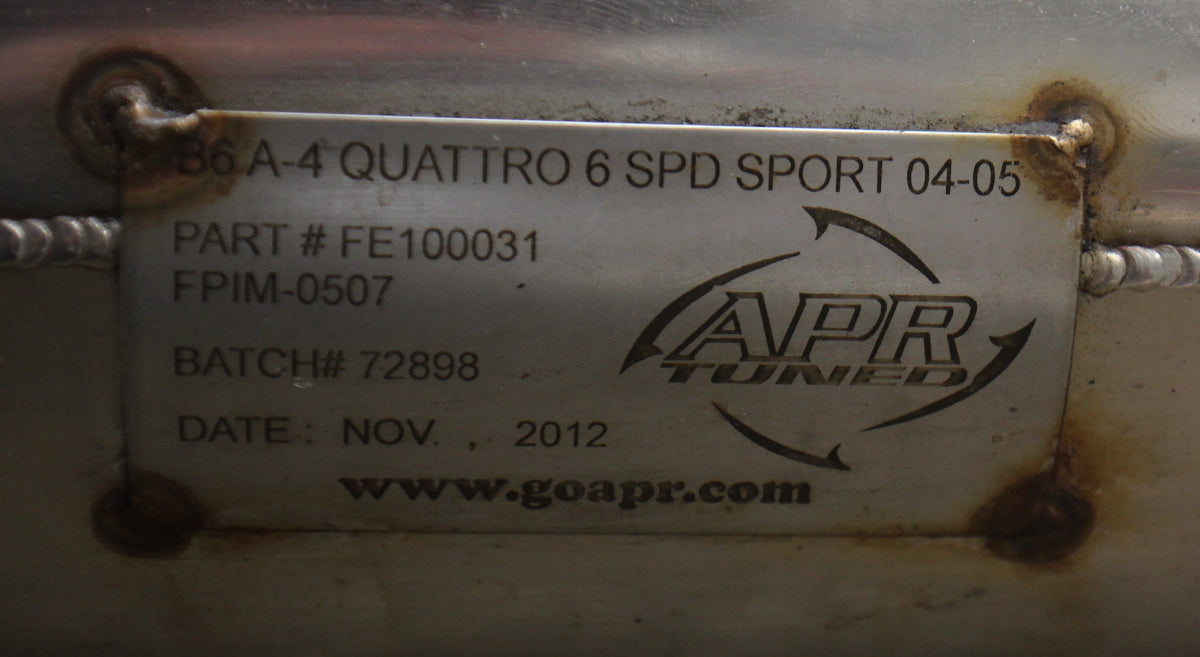 B6 A-4 QUATTRO 6 SPD SPORT 04-05
PART # FE100031
FPIM-0507
BATCH# 72898
DATE : NOV. , 2012
APR
TUNED
www.goapr.com